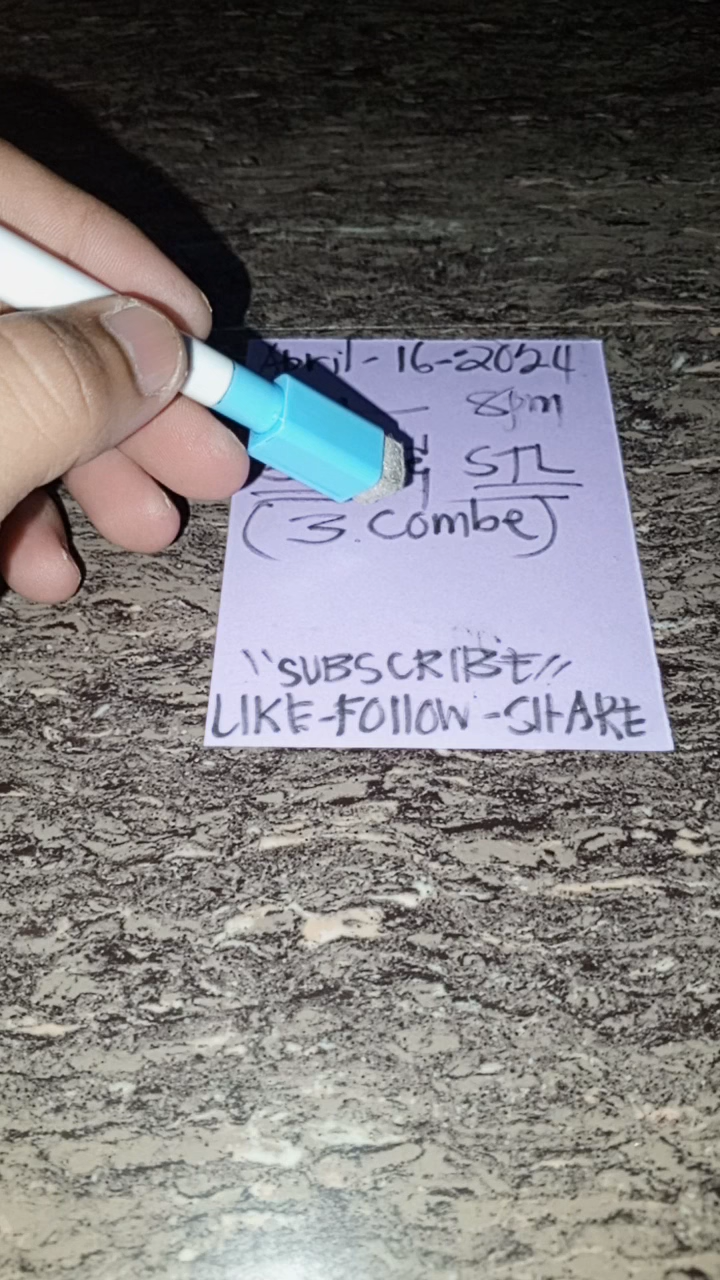 April-16-2024
— 8pm
STL
(3.Combe)
"SUBSCRIBE"
LIKE-FOllOW-SHARE